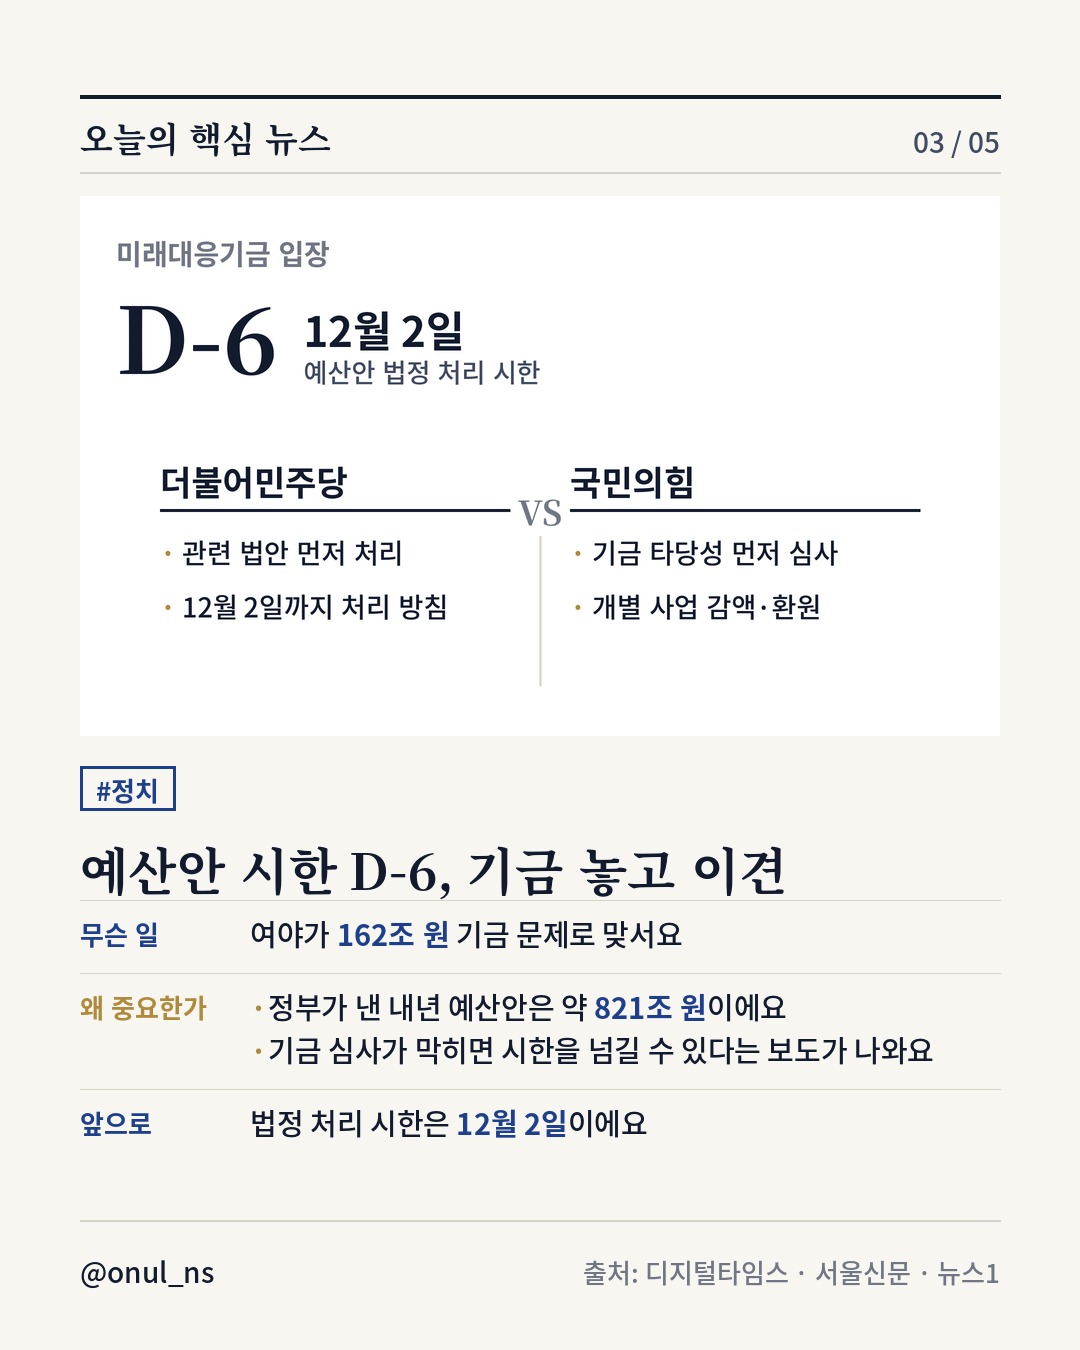 오늘의 핵심 뉴스
03 / 05
미래대응기금 입장
D-6
12월 2일
예산안 법정 처리 시한
더불어민주당
VS
국민의힘
· 관련 법안 먼저 처리
· 12월 2일까지 처리 방침
· 기금 타당성 먼저 심사
· 개별 사업 감액·환원
#정치
예산안 시한 D-6, 기금 놓고 이견
무슨 일
여야가 162조 원 기금 문제로 맞서요
왜 중요한가
· 정부가 낸 내년 예산안은 약 821조 원이에요
· 기금 심사가 막히면 시한을 넘길 수 있다는 보도가 나와요
앞으로
법정 처리 시한은 12월 2일이에요
@onul_ns
출처: 디지털타임스 · 서울신문 · 뉴스1